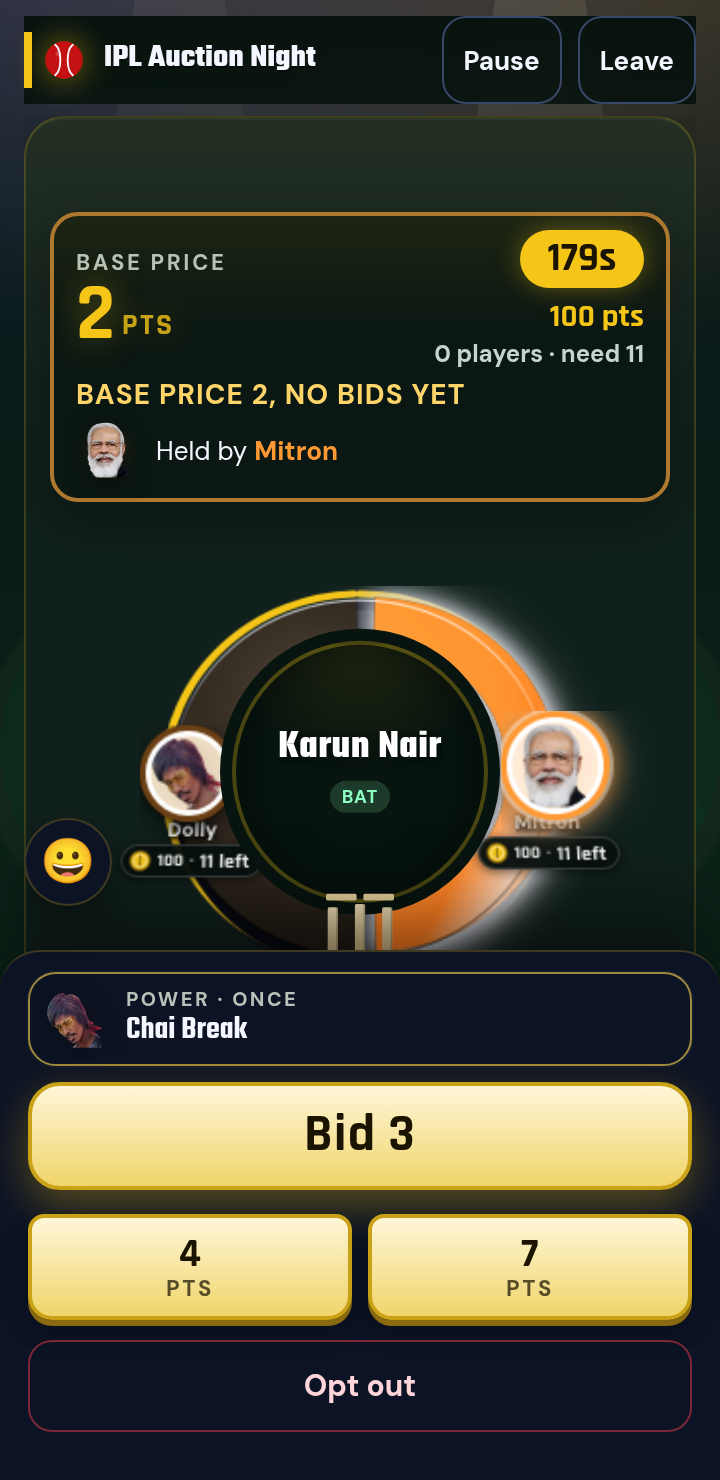 IPL Auction Night
Pause
Leave
BASE PRICE
179s
2 PTS
100 pts
0 players · need 11
BASE PRICE 2, NO BIDS YET
Held by Mitron
Karun Nair
BAT
Dolly
100 · 11 left
Mitron
100 · 11 left
POWER · ONCE
Chai Break
Bid 3
4
PTS
7
PTS
Opt out